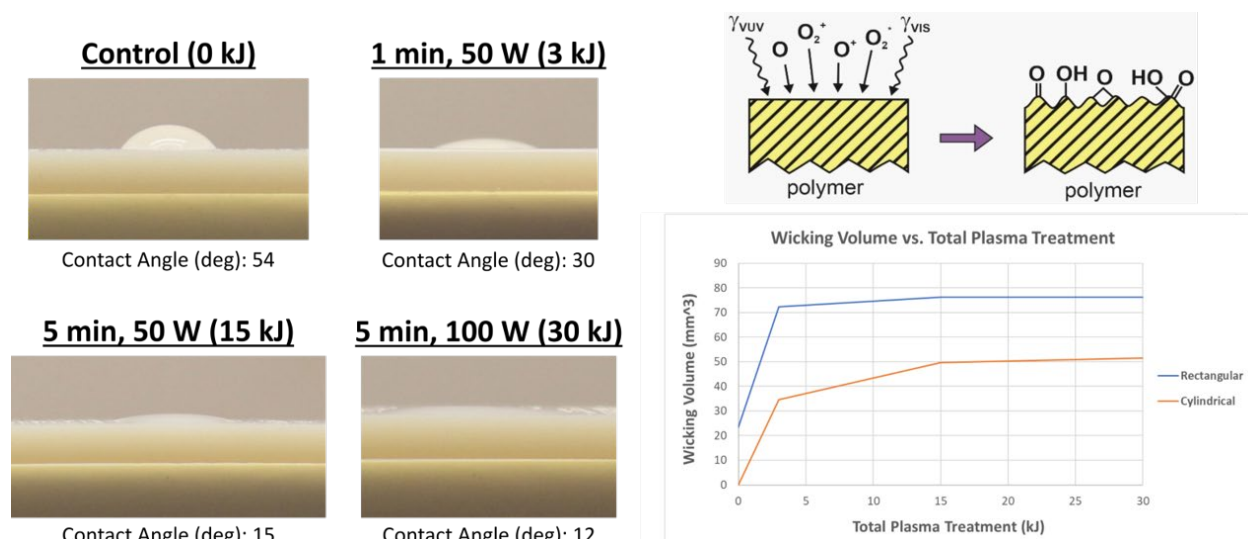 Control (0 kJ)
1 min, 50 W (3 kJ)
Contact Angle (deg): 54
Contact Angle (deg): 30
5 min, 50 W (15 kJ)
5 min, 100 W (30 kJ)
Contact Angle (deg): 15
Contact Angle (deg): 12
γVUV O O2+ O+ O2- γVIS
polymer
O OH O HO O
polymer
Wicking Volume vs. Total Plasma Treatment
Wicking Volume (mm^3)
90
80
70
60
50
40
30
20
10
0
0 5 10 15 20 25 30
Total Plasma Treatment (kJ)
Rectangular
Cylindrical